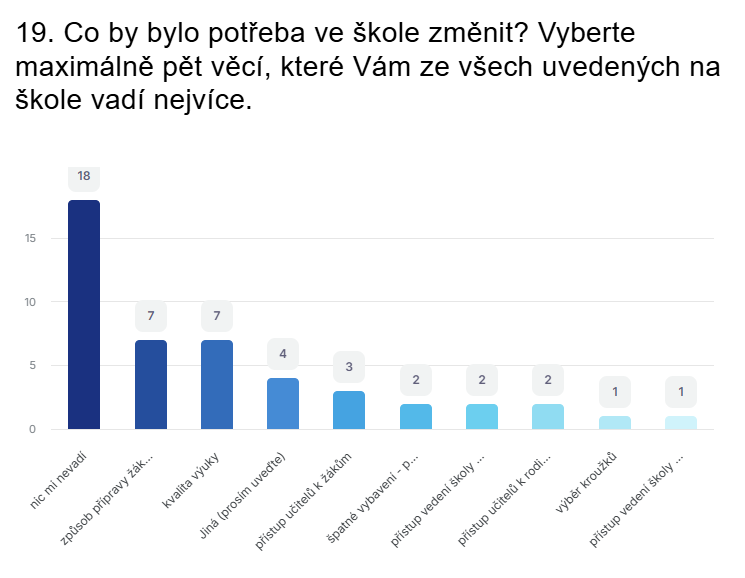 19. Co by bylo potřeba ve škole změnit? Vyberte
maximálně pět věcí, které Vám ze všech uvedených na
škole vadí nejvíce.
18
15
7
7
10
4
3
5
2
2
2
1
1
0
nic mi nevadí
způsob přípravy žák...
kvalita výuky
Jiná (prosím uveďte)
přístup učitelů k žákům
špatné vybavení - p...
přístup vedení školy ...
přístup učitelů k rodi...
výběr kroužků
přístup vedení školy ...